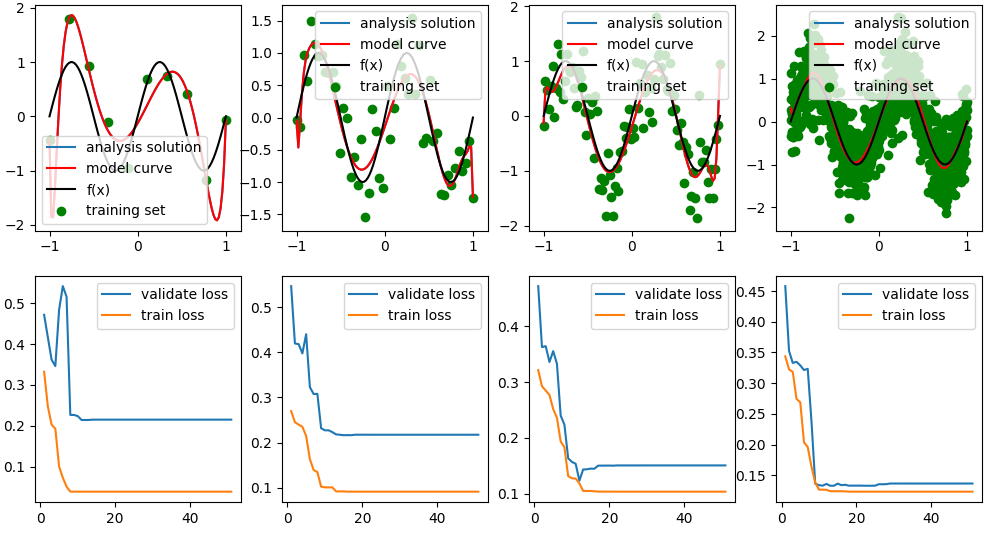 2
1
0
−1
−2
−1
0
1
analysis solution
model curve
f(x)
training set
1.5
1.0
0.5
0.0
−0.5
−1.0
−1.5
−1
0
1
analysis solution
model curve
f(x)
training set
2
1
0
−1
−2
−1
0
1
analysis solution
model curve
f(x)
training set
2
1
0
−1
−2
−1
0
1
analysis solution
model curve
f(x)
training set
0.5
0.4
0.3
0.2
0.1
0
20
40
validate loss
train loss
0.5
0.4
0.3
0.2
0.1
0
20
40
validate loss
train loss
0.4
0.3
0.2
0.1
0
20
40
validate loss
train loss
0.45
0.40
0.35
0.30
0.25
0.20
0.15
0
20
40
validate loss
train loss